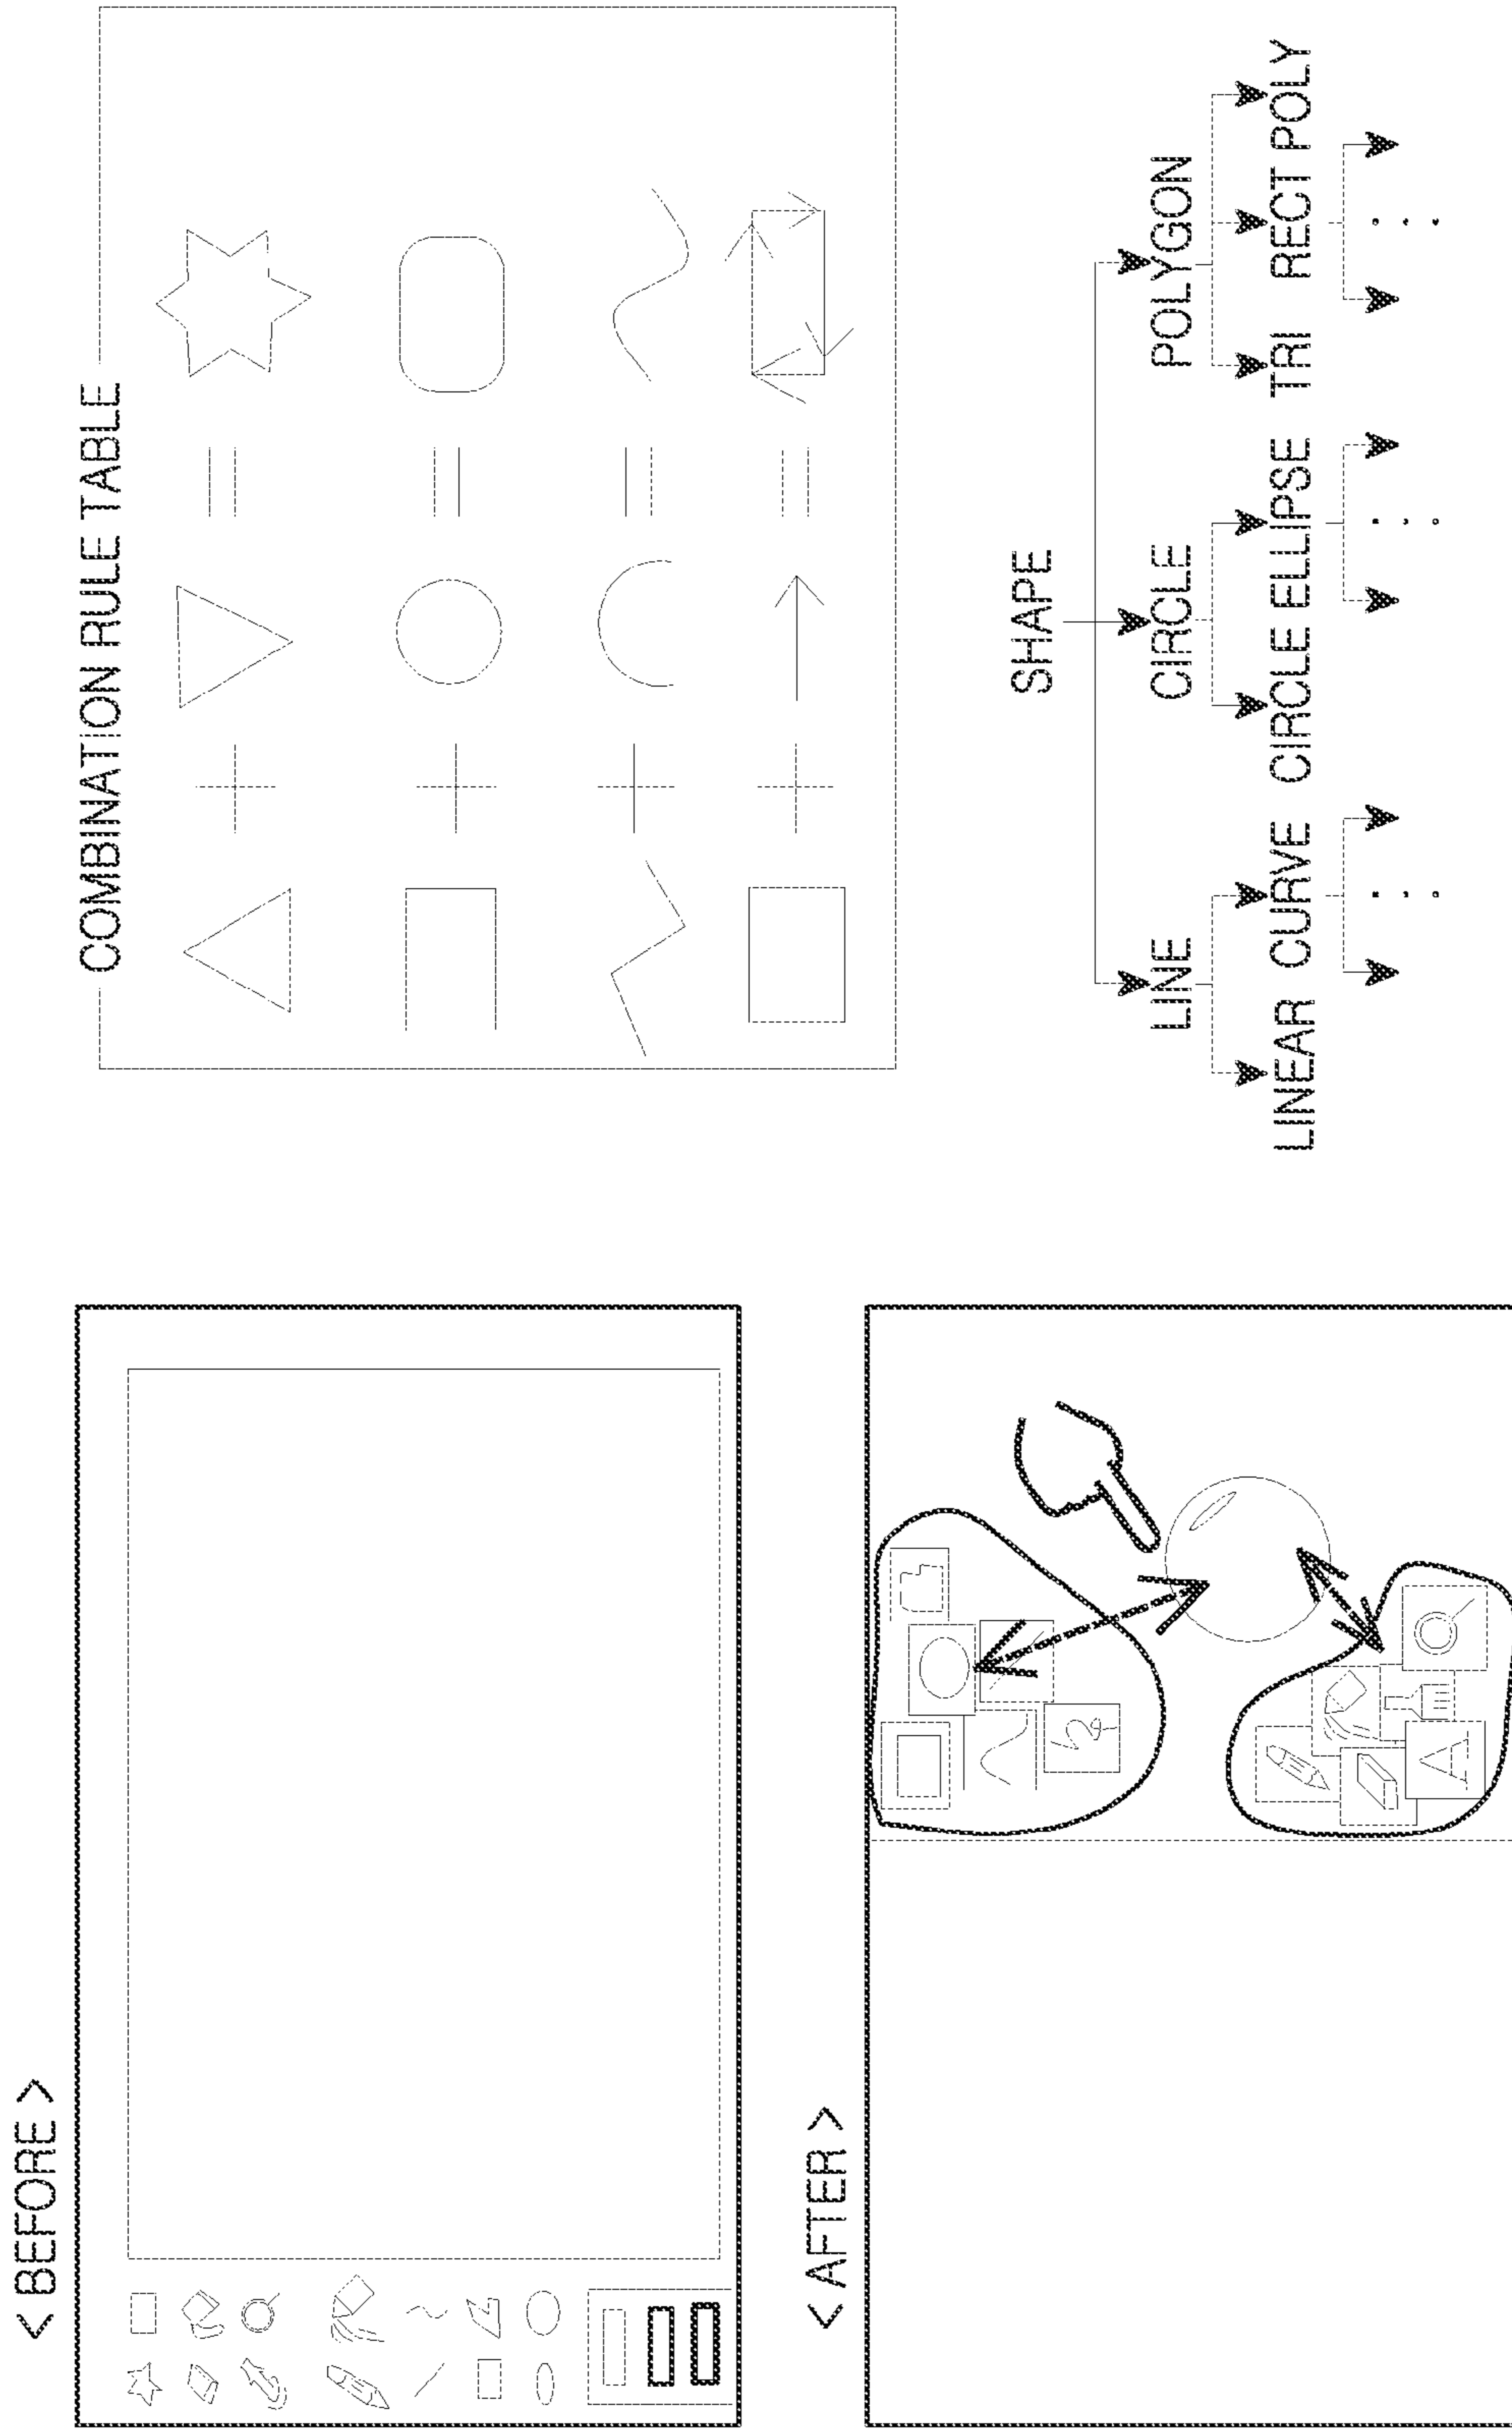 < BEFORE >
< AFTER >
A
COMBINATION RULE TABLE
SHAPE
LINE CIRCLE POLYGON
LINEAR CURVE CIRCLE ELLIPSE TRI RECT POLY